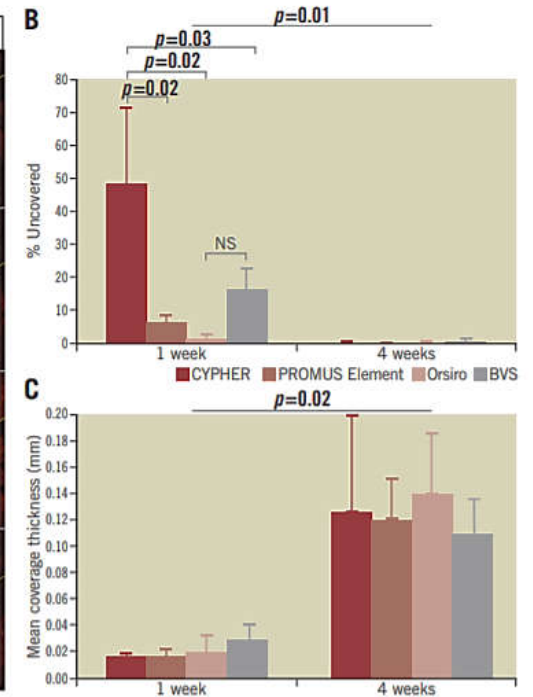 B
p=0.01
p=0.03
p=0.02
p=0.02
80
70
60
50
40
30
20
10
0
% Uncovered
NS
1 week
4 weeks
CYPHER PROMUS Element Orsiro BVS
C
p=0.02
0.20
0.18
0.16
0.14
0.12
0.10
0.08
0.06
0.04
0.02
0.00
Mean coverage thickness (mm)
1 week
4 weeks